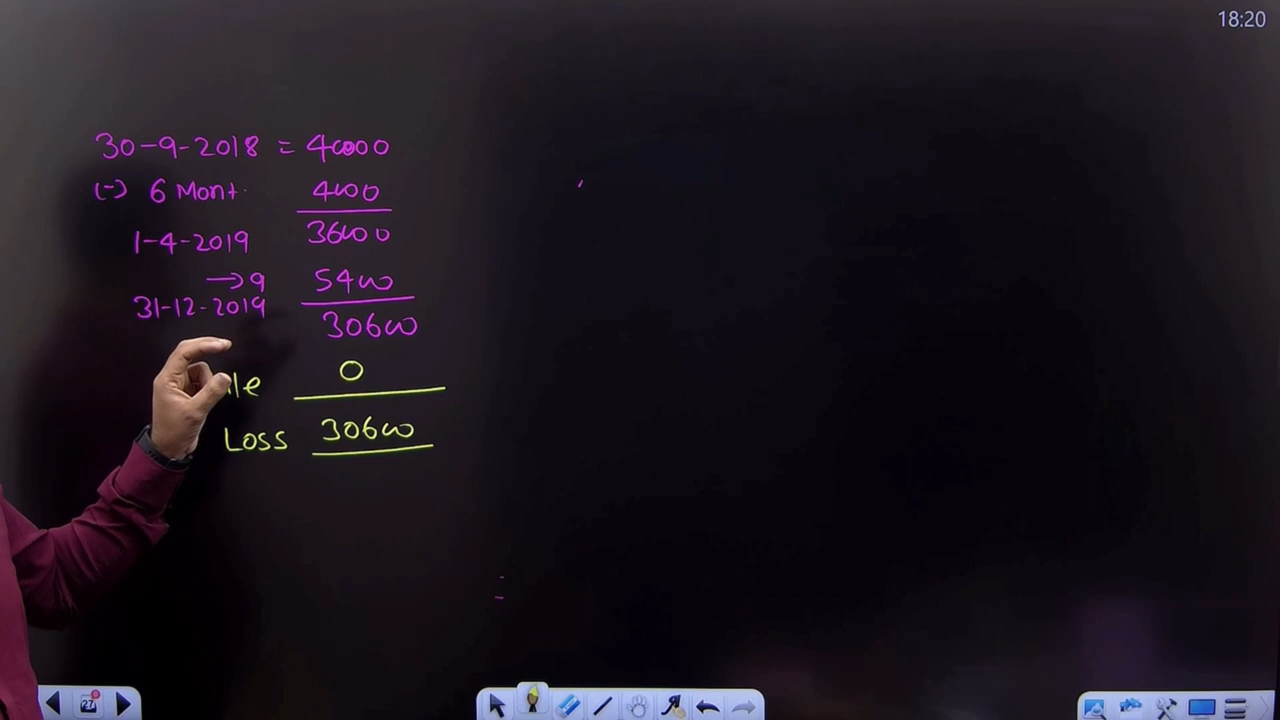 18:20
30-9-2018 = 40000
(-) 6 Mont. 4000
1-4-2019 36000
→9 5400
31-12-2019 30600
0
Loss 30600
27